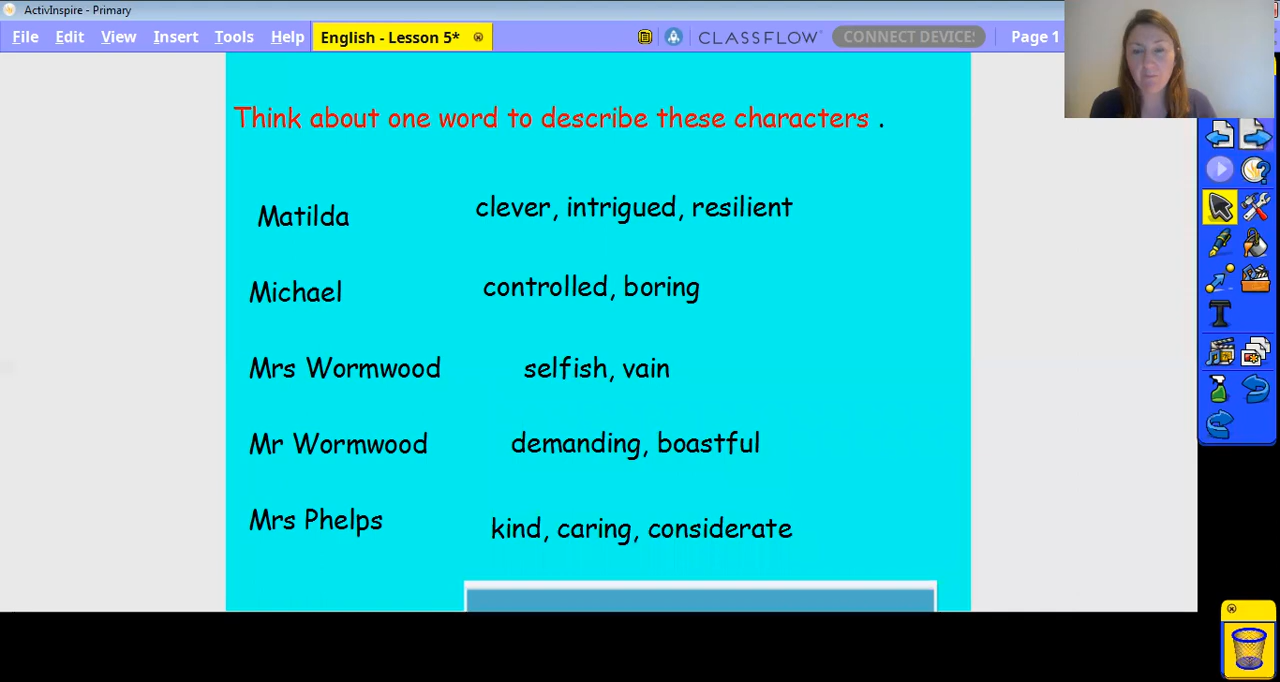 ActivInspire - Primary
File Edit View Insert Tools Help English - Lesson 5* CLASSFLOW CONNECT DEVICES Page 1
Think about one word to describe these characters .
Matilda clever, intrigued, resilient
Michael controlled, boring
Mrs Wormwood selfish, vain
Mr Wormwood demanding, boastful
Mrs Phelps kind, caring, considerate